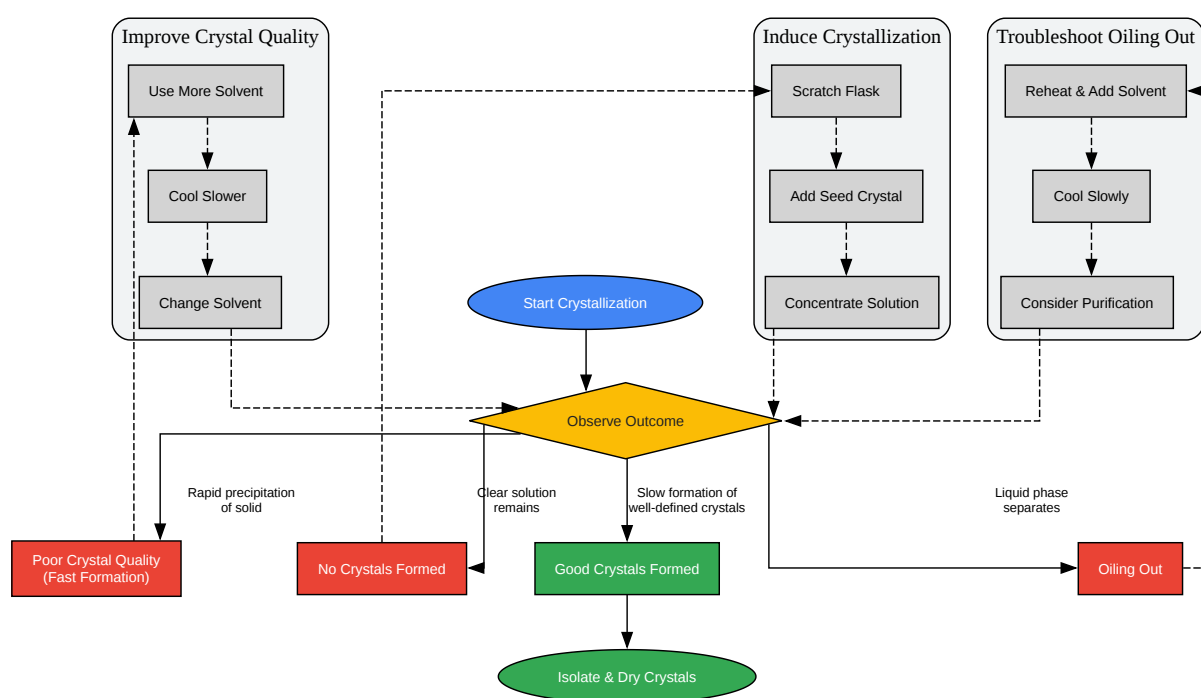 Improve Crystal Quality
Use More Solvent
Cool Slower
Change Solvent
Induce Crystallization
Scratch Flask
Add Seed Crystal
Concentrate Solution
Troubleshoot Oiling Out
Reheat & Add Solvent
Cool Slowly
Consider Purification
Start Crystallization
Observe Outcome
Rapid precipitation
of solid
Clear solution
remains
Slow formation of
well-defined crystals
Liquid phase
separates
Poor Crystal Quality
(Fast Formation)
No Crystals Formed
Good Crystals Formed
Oiling Out
Isolate & Dry Crystals